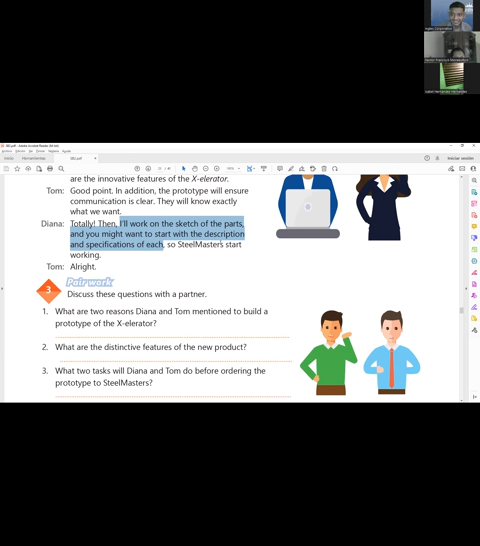 are the innovative features of the X-elerator.
Tom: Good point. In addition, the prototype will ensure
communication is clear. They will know exactly
what we want.
Diana: Totally! Then, I'll work on the sketch of the parts,
and you might want to start with the description
and specifications of each, so SteelMasters start
working.
Tom: Alright.
3
Pair work
Discuss these questions with a partner.
1. What are two reasons Diana and Tom mentioned to build a
prototype of the X-elerator?
2. What are the distinctive features of the new product?
3. What two tasks will Diana and Tom do before ordering the
prototype to SteelMasters?